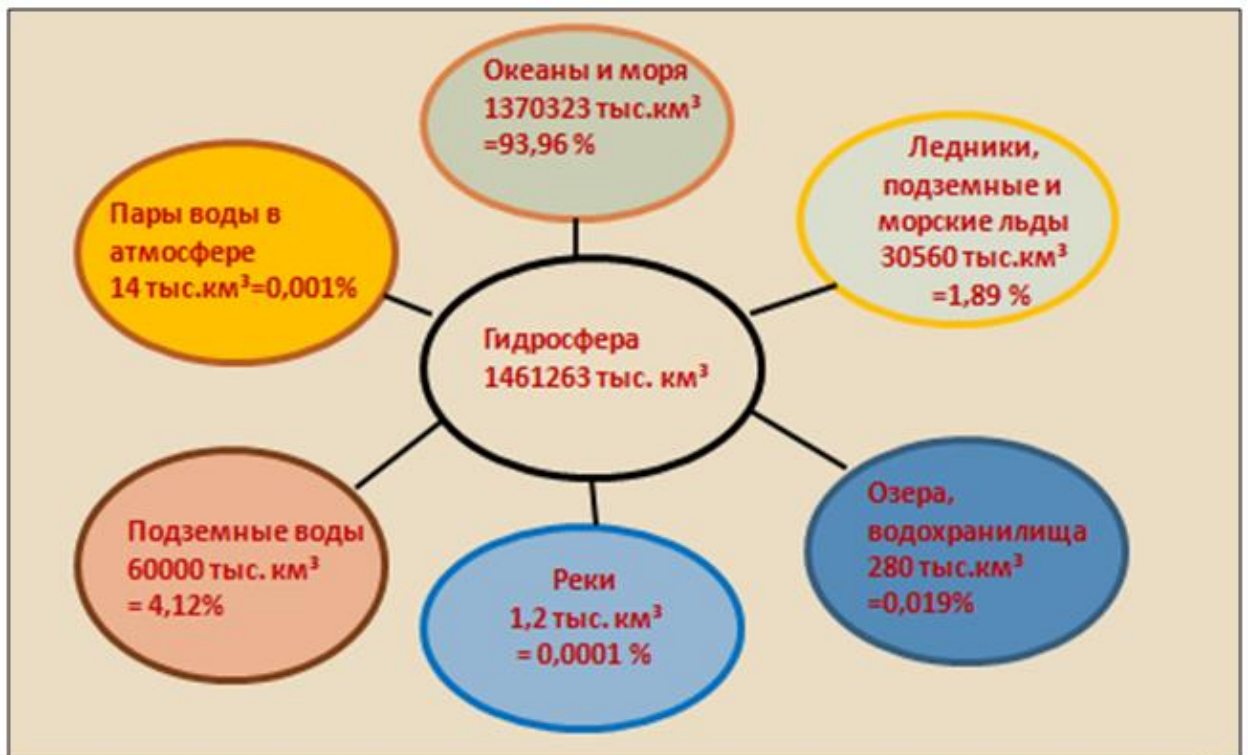 Океаны и моря
1370323 тыс.км³
=93,96 %
Ледники,
подземные и
морские льды
30560 тыс.км³
=1,89 %
Пары воды в
атмосфере
14 тыс.км³=0,001%
Гидросфера
1461263 тыс. км³
Подземные воды
60000 тыс. км³
= 4,12%
Реки
1,2 тыс. км³
= 0,0001 %
Озера,
водохранилища
280 тыс.км³
=0,019%